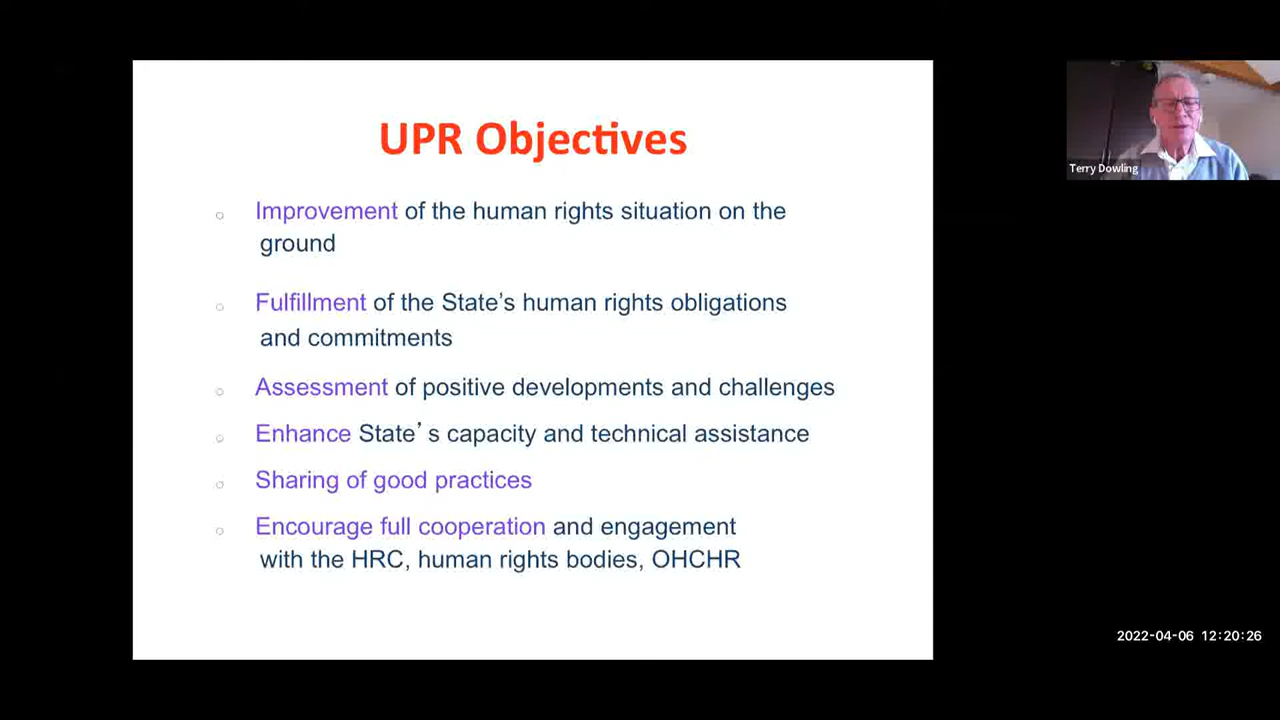 UPR Objectives
Improvement of the human rights situation on the
ground
Fulfillment of the State’s human rights obligations
and commitments
Assessment of positive developments and challenges
Enhance State’ s capacity and technical assistance
Sharing of good practices
Encourage full cooperation and engagement
with the HRC, human rights bodies, OHCHR
Terry Dowling
2022-04-06 12:20:26